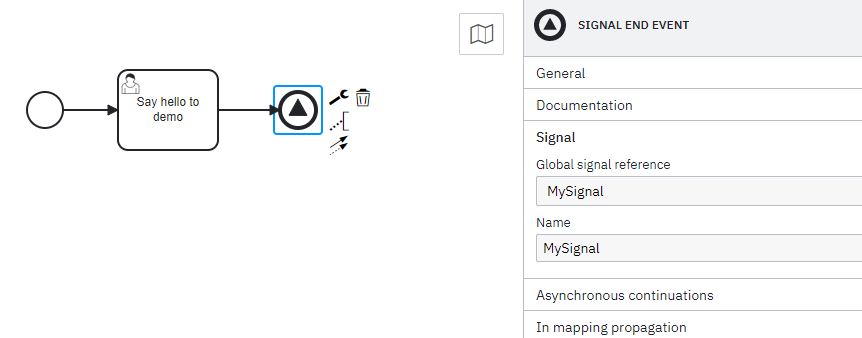 Say hello to
demo
SIGNAL END EVENT
General
Documentation
Signal
Global signal reference
MySignal
Name
MySignal
Asynchronous continuations
In mapping propagation